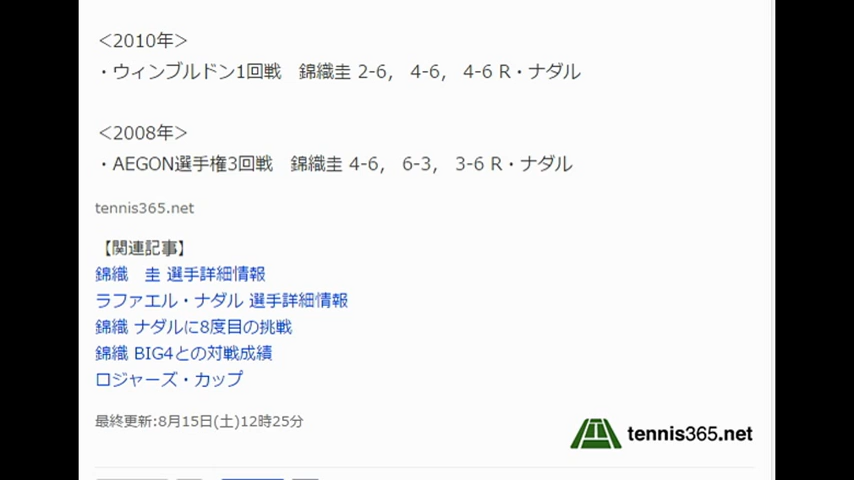 ＜2010年＞
・ウィンブルドン1回戦　錦織圭 2-6,　4-6,　4-6 R・ナダル
＜2008年＞
・AEGON選手権3回戦　錦織圭 4-6,　6-3,　3-6 R・ナダル
tennis365.net
【関連記事】
錦織　圭 選手詳細情報
ラファエル・ナダル 選手詳細情報
錦織 ナダルに8度目の挑戦
錦織 BIG4との対戦成績
ロジャーズ・カップ
最終更新:8月15日(土)12時25分
tennis365.net